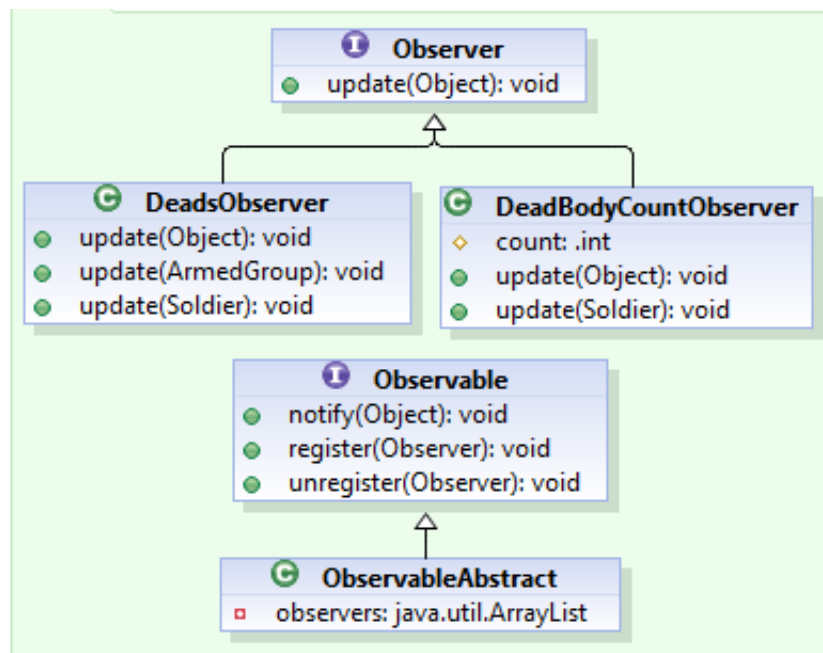 I Observer
update(Object): void
C DeadsObserver
update(Object): void
update(ArmedGroup): void
update(Soldier): void
C DeadBodyCountObserver
count: .int
update(Object): void
update(Soldier): void
I Observable
notify(Object): void
register(Observer): void
unregister(Observer): void
C ObservableAbstract
observers: java.util.ArrayList